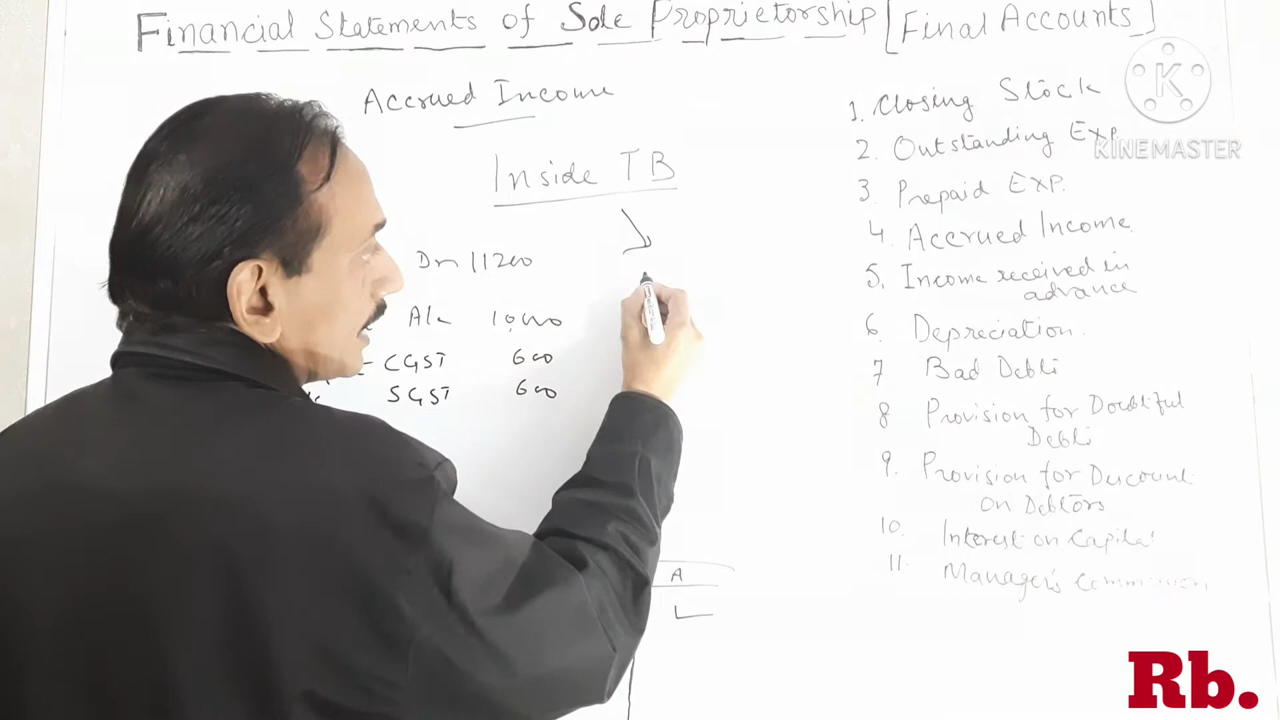 Financial Statements of Sole Proprietorship [Final Accounts]
Accrued Income
Inside TB
Dr 11200
A/c 10,000
CGST 600
SGST 600
A
L
1. Closing Stock
2. Outstanding Exp.
3. Prepaid Exp.
4. Accrued Income
5. Income received in
advance
6 Depreciation.
7 Bad Debts
8 Provision for Doubtful
Debts
9. Provision for Discount
on Debtors
10. Interest on Capital
11. Manager's Commission
K
KINEMASTER
Rb.